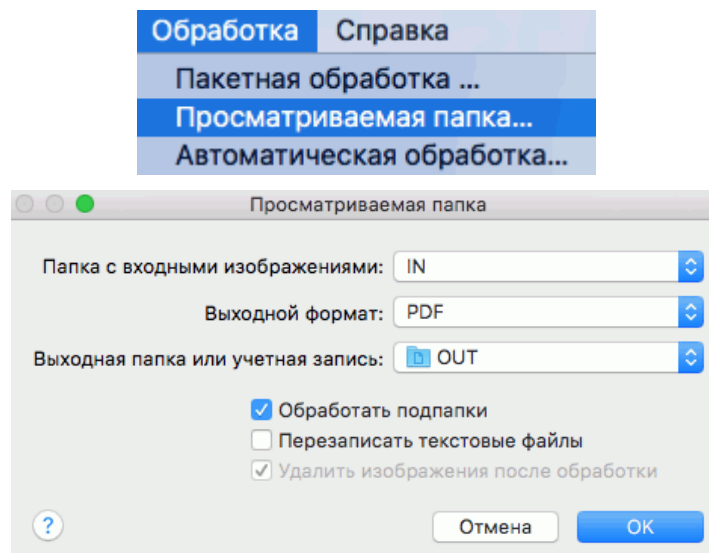 Обработка Справка
Пакетная обработка ...
Просматриваемая папка...
Автоматическая обработка...
Просматриваемая папка
Папка с входными изображениями: IN
Выходной формат: PDF
Выходная папка или учетная запись: OUT
Обработать подпапки
Перезаписать текстовые файлы
Удалить изображения после обработки
? Отмена OK